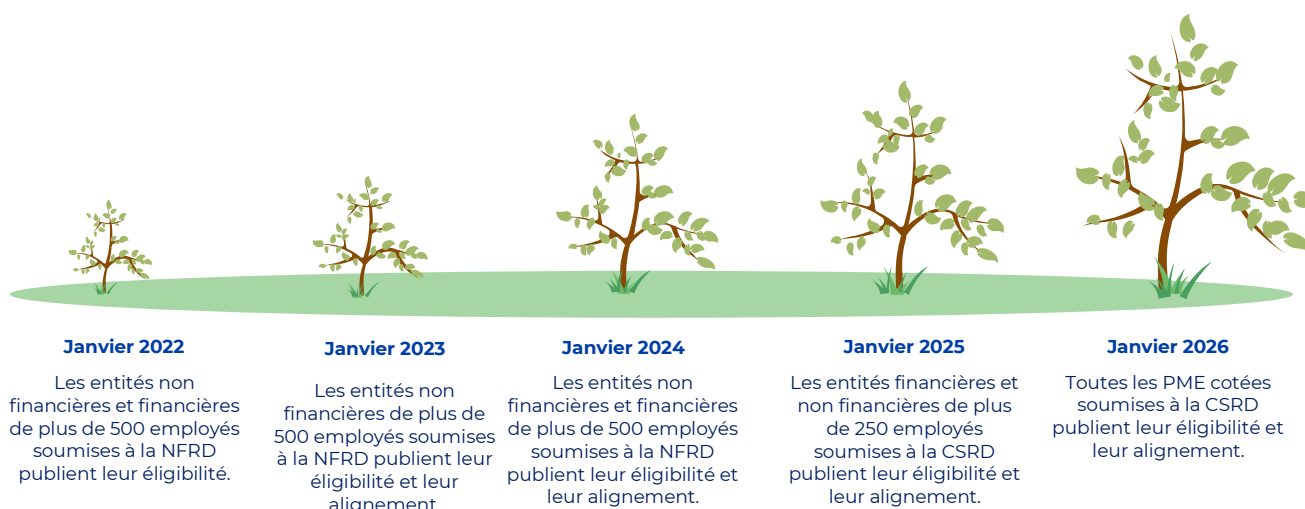 Janvier 2022
Les entités non
financières et financières
de plus de 500 employés
soumises à la NFRD
publient leur éligibilité.
Janvier 2023
Les entités non
financières de plus de
500 employés soumises
à la NFRD publient leur
éligibilité et leur
alignement
Janvier 2024
Les entités non
financières et financières
de plus de 500 employés
soumises à la NFRD
publient leur éligibilité et
leur alignement.
Janvier 2025
Les entités financières et
non financières de plus
de 250 employés
soumises à la CSRD
publient leur éligibilité et
leur alignement.
Janvier 2026
Toutes les PME cotées
soumises à la CSRD
publient leur éligibilité et
leur alignement.